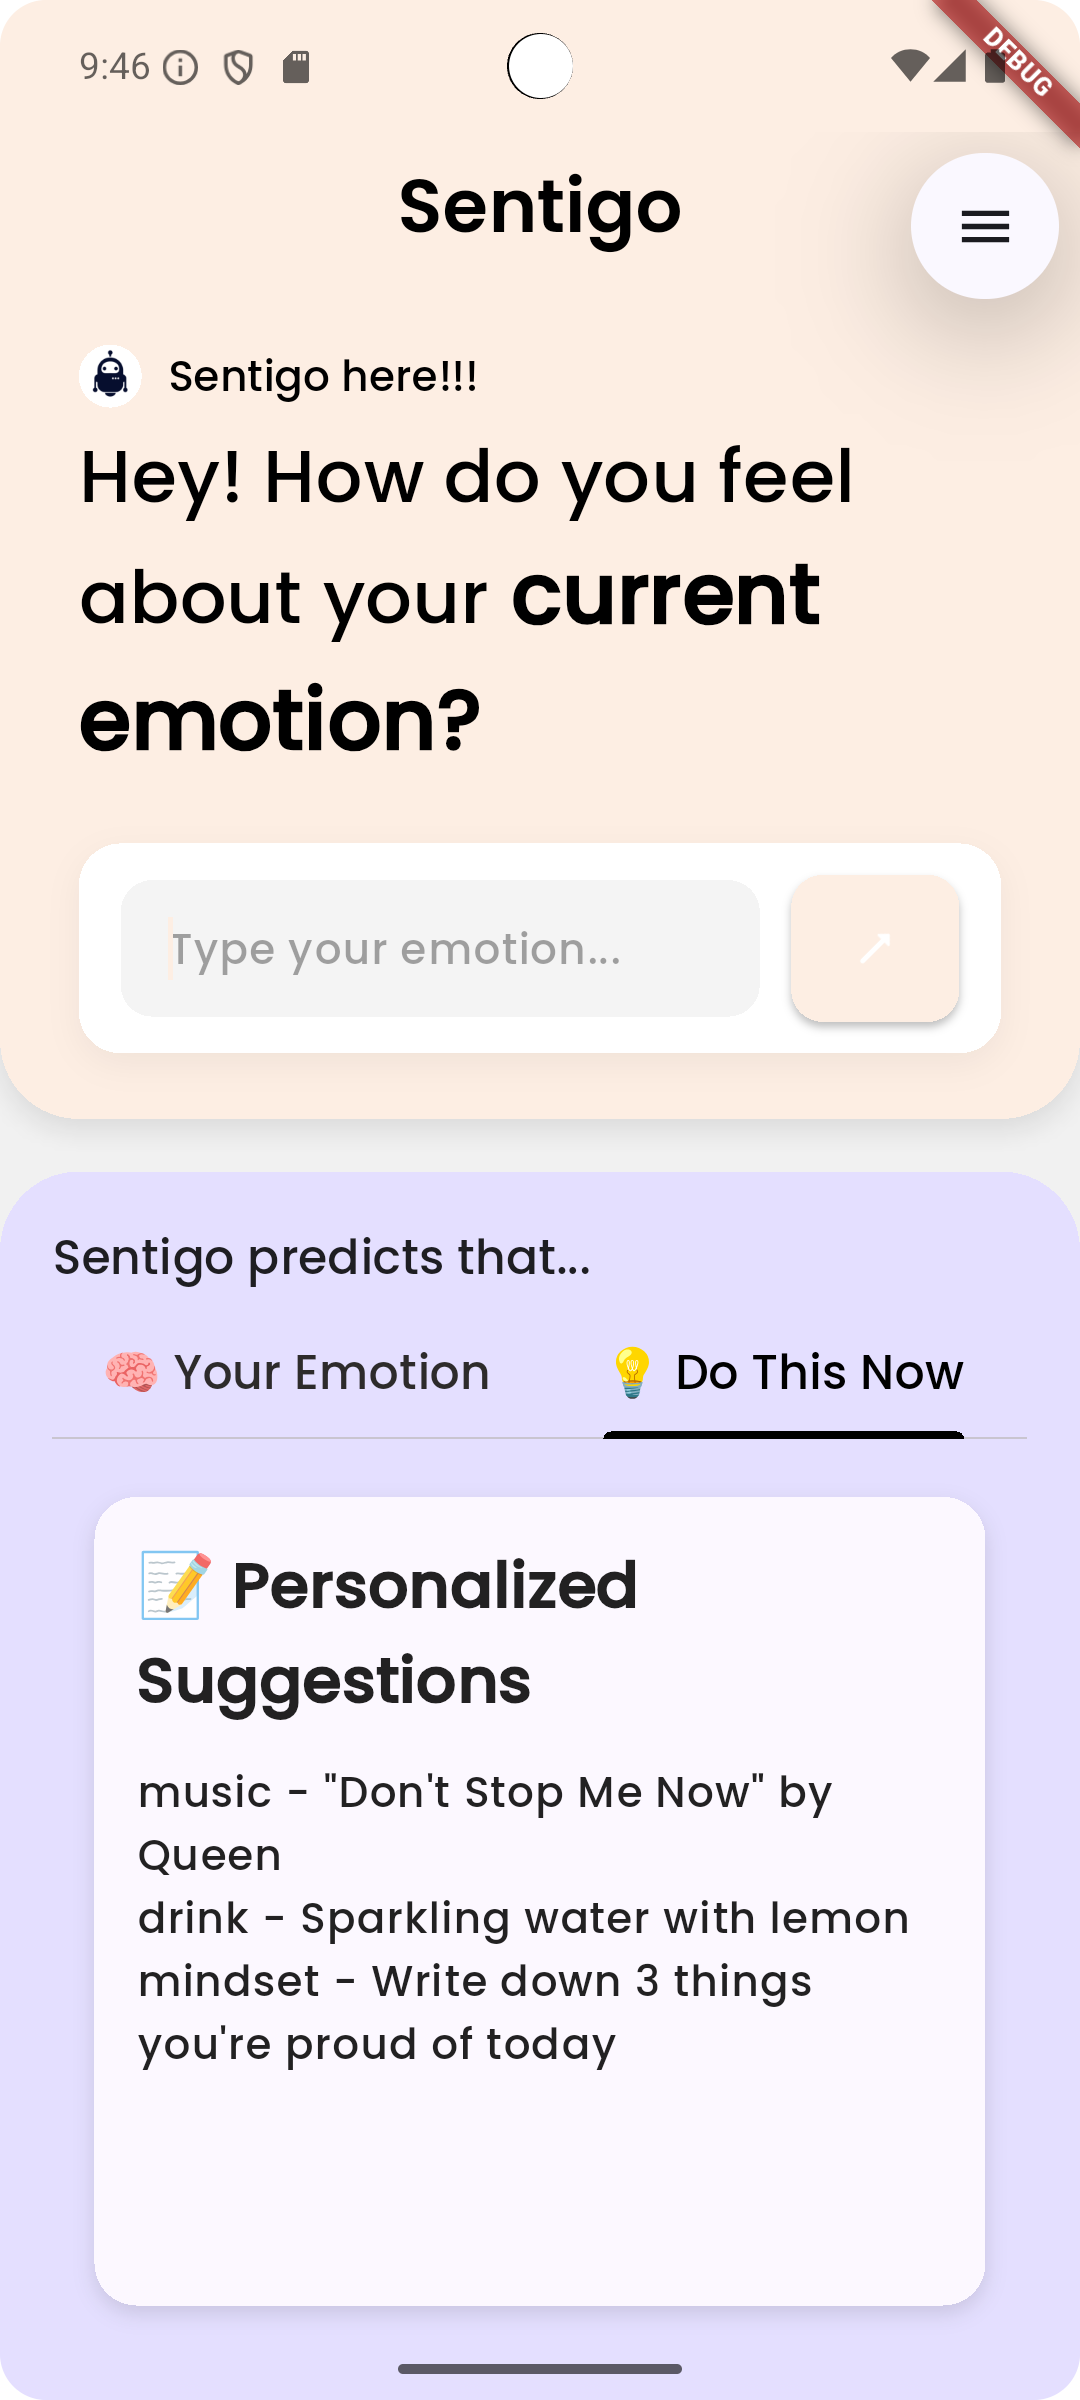 9:46
DEBUG
Sentigo
Sentigo here!!!
Hey! How do you feel
about your current
emotion?
Type your emotion...
Sentigo predicts that...
🧠 Your Emotion
💡 Do This Now
📝 Personalized
Suggestions
music - "Don't Stop Me Now" by
Queen
drink - Sparkling water with lemon
mindset - Write down 3 things
you're proud of today